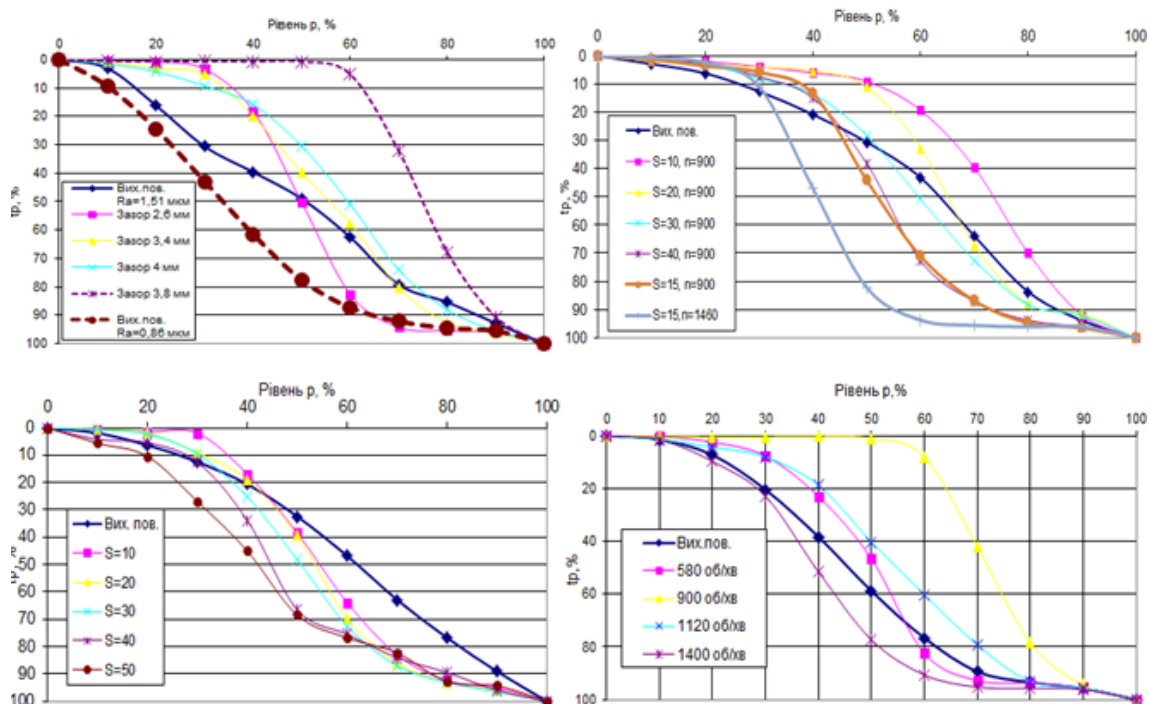 Рівень p, %
0 20 40 60 80 100
0
10
20
30
40
50
60
70
80
90
100
tp, %
Вих.пов.
Ra=1,51 мкм
Зазор 2,6 мм
Зазор 3,4 мм
Зазор 4 мм
Зазор 3,8 мм
Вих.пов.
Ra=0,86 мкм
Рівень p, %
0 20 40 60 80 100
0
10
20
30
40
50
60
70
80
90
100
tp, %
Вих. пов.
S=10, n=900
S=20, n=900
S=30, n=900
S=40, n=900
S=15, n=900
S=15,n=1460
Рівень p, %
0 20 40 60 80 100
0
10
20
30
40
50
60
70
80
90
100
tp, %
Вих. пов.
S=10
S=20
S=30
S=40
S=50
Рівень p, %
0 10 20 30 40 50 60 70 80 90 100
0
20
40
60
80
100
tp, %
Вих.пов.
580 об/хв
900 об/хв
1120 об/хв
1400 об/хв